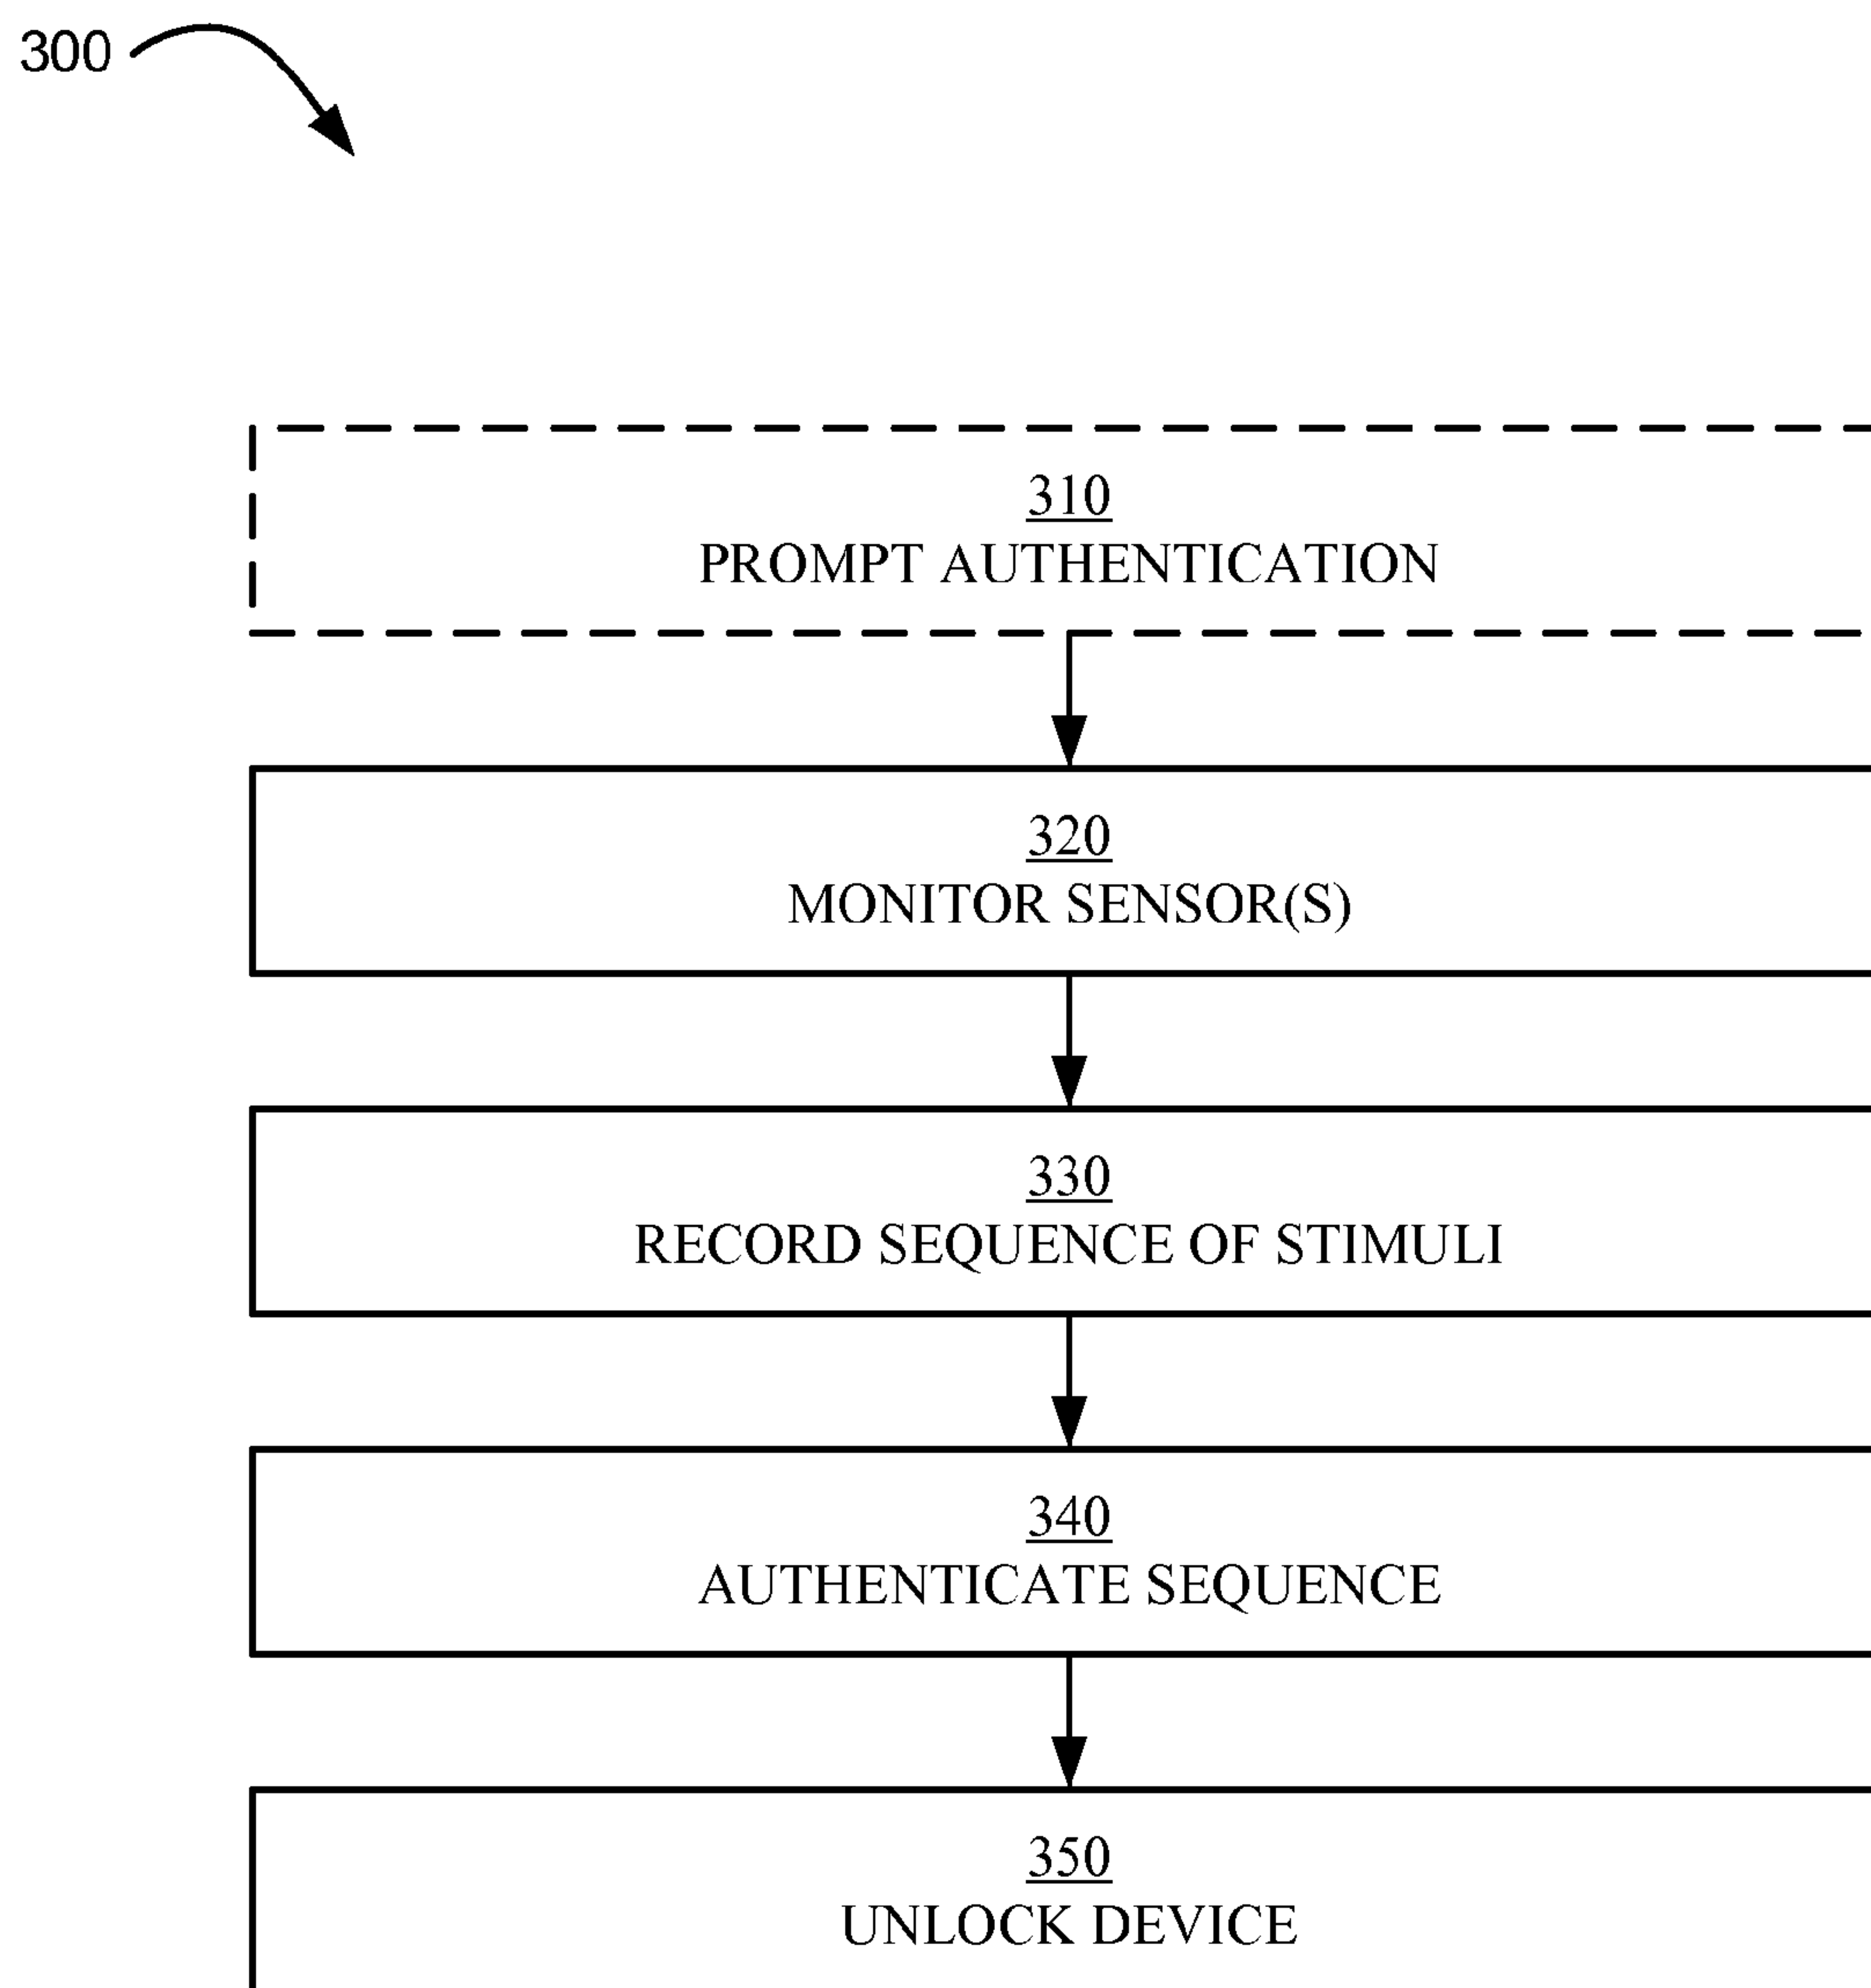 300
310
PROMPT AUTHENTICATION
320
MONITOR SENSOR(S)
330
RECORD SEQUENCE OF STIMULI
340
AUTHENTICATE SEQUENCE
350
UNLOCK DEVICE